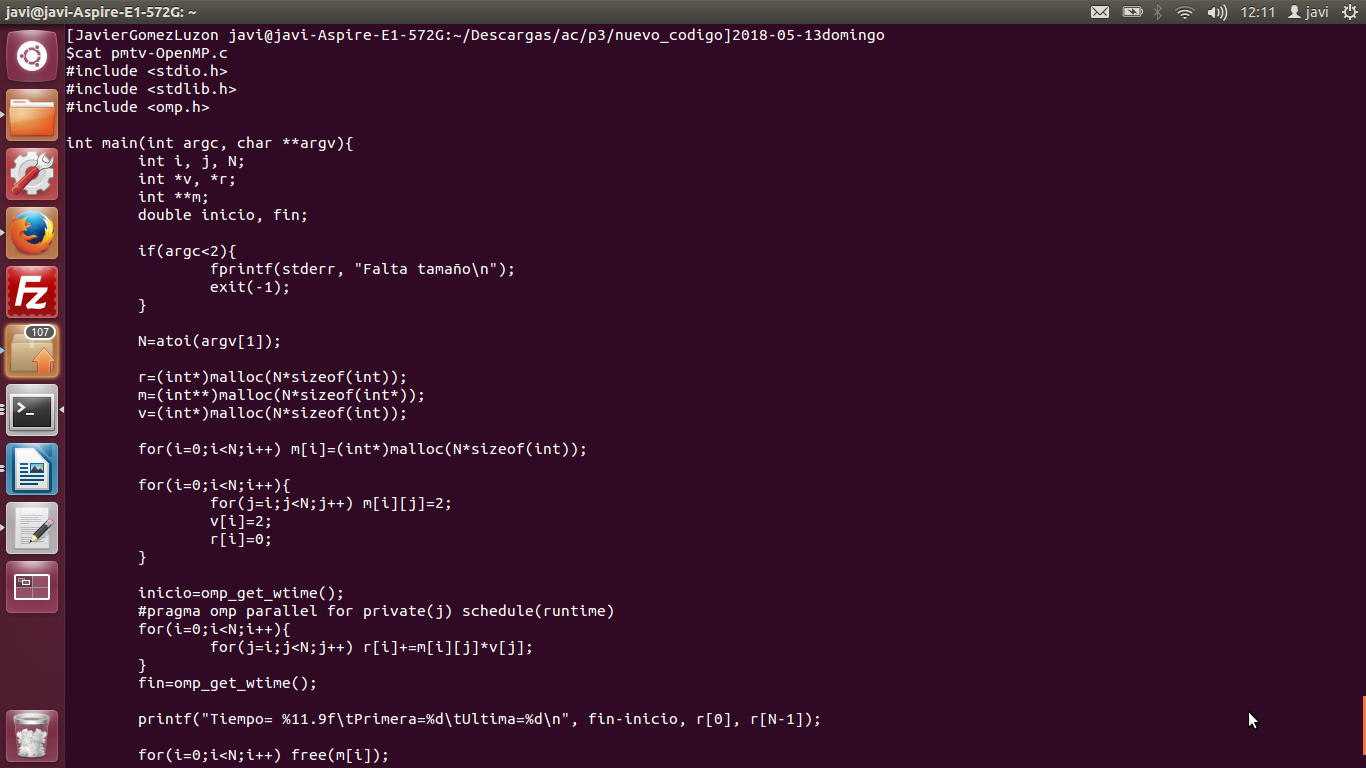 javi@javi-Aspire-E1-572G: ~
12:11
javi
[JavierGomezLuzon javi@javi-Aspire-E1-572G:~/Descargas/ac/p3/nuevo_codigo]2018-05-13domingo
$cat pmtv-OpenMP.c
#include <stdio.h>
#include <stdlib.h>
#include <omp.h>

int main(int argc, char **argv){
        int i, j, N;
        int *v, *r;
        int **m;
        double inicio, fin;

        if(argc<2){
                fprintf(stderr, "Falta tamaño\n");
                exit(-1);
        }

        N=atoi(argv[1]);

        r=(int*)malloc(N*sizeof(int));
        m=(int**)malloc(N*sizeof(int*));
        v=(int*)malloc(N*sizeof(int));

        for(i=0;i<N;i++) m[i]=(int*)malloc(N*sizeof(int));

        for(i=0;i<N;i++){
                for(j=i;j<N;j++) m[i][j]=2;
                v[i]=2;
                r[i]=0;
        }

        inicio=omp_get_wtime();
        #pragma omp parallel for private(j) schedule(runtime)
        for(i=0;i<N;i++){
                for(j=i;j<N;j++) r[i]+=m[i][j]*v[j];
        }
        fin=omp_get_wtime();

        printf("Tiempo= %11.9f\tPrimera=%d\tUltima=%d\n", fin-inicio, r[0], r[N-1]);

        for(i=0;i<N;i++) free(m[i]);
Fz
107
>_